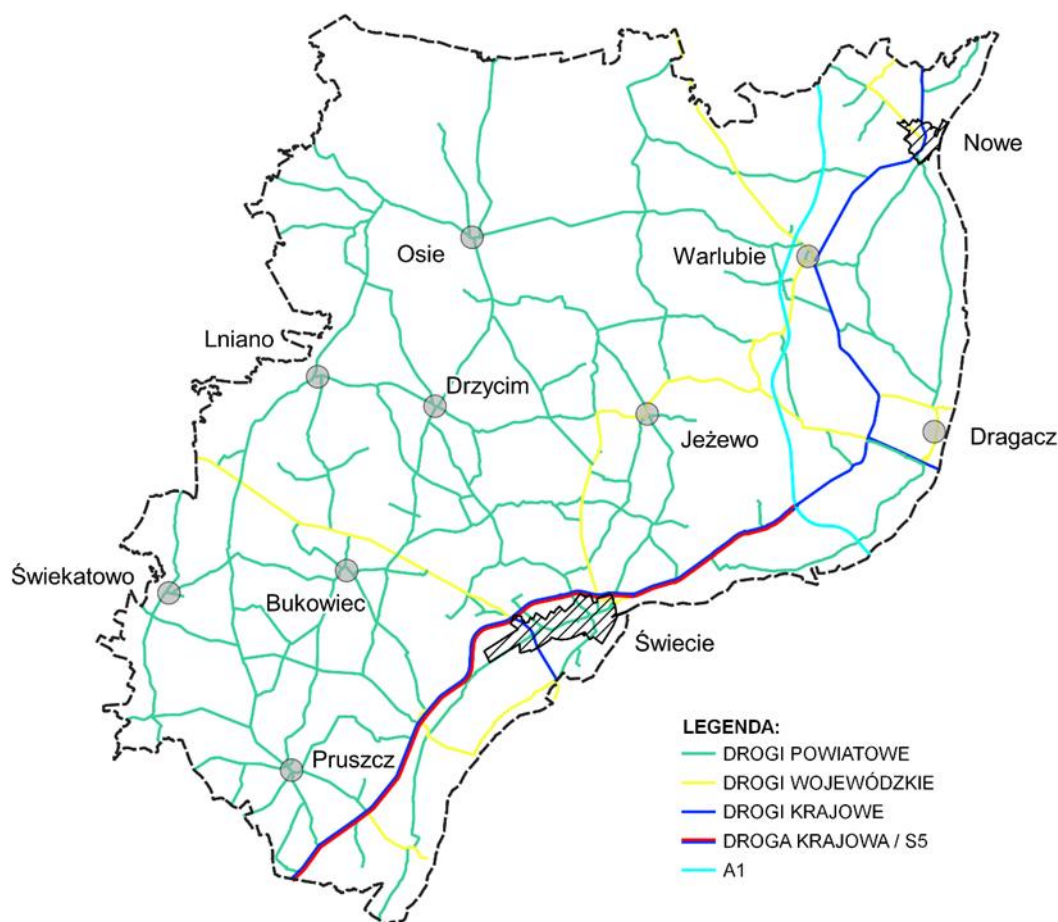 Nowe
Osie
Warlubie
Lniano
Drzycim
Jeżewo
Dragacz
Świekatowo
Bukowiec
Świecie
Pruszcz
LEGENDA:
DROGI POWIATOWE
DROGI WOJEWÓDZKIE
DROGI KRAJOWE
DROGA KRAJOWA / S5
A1